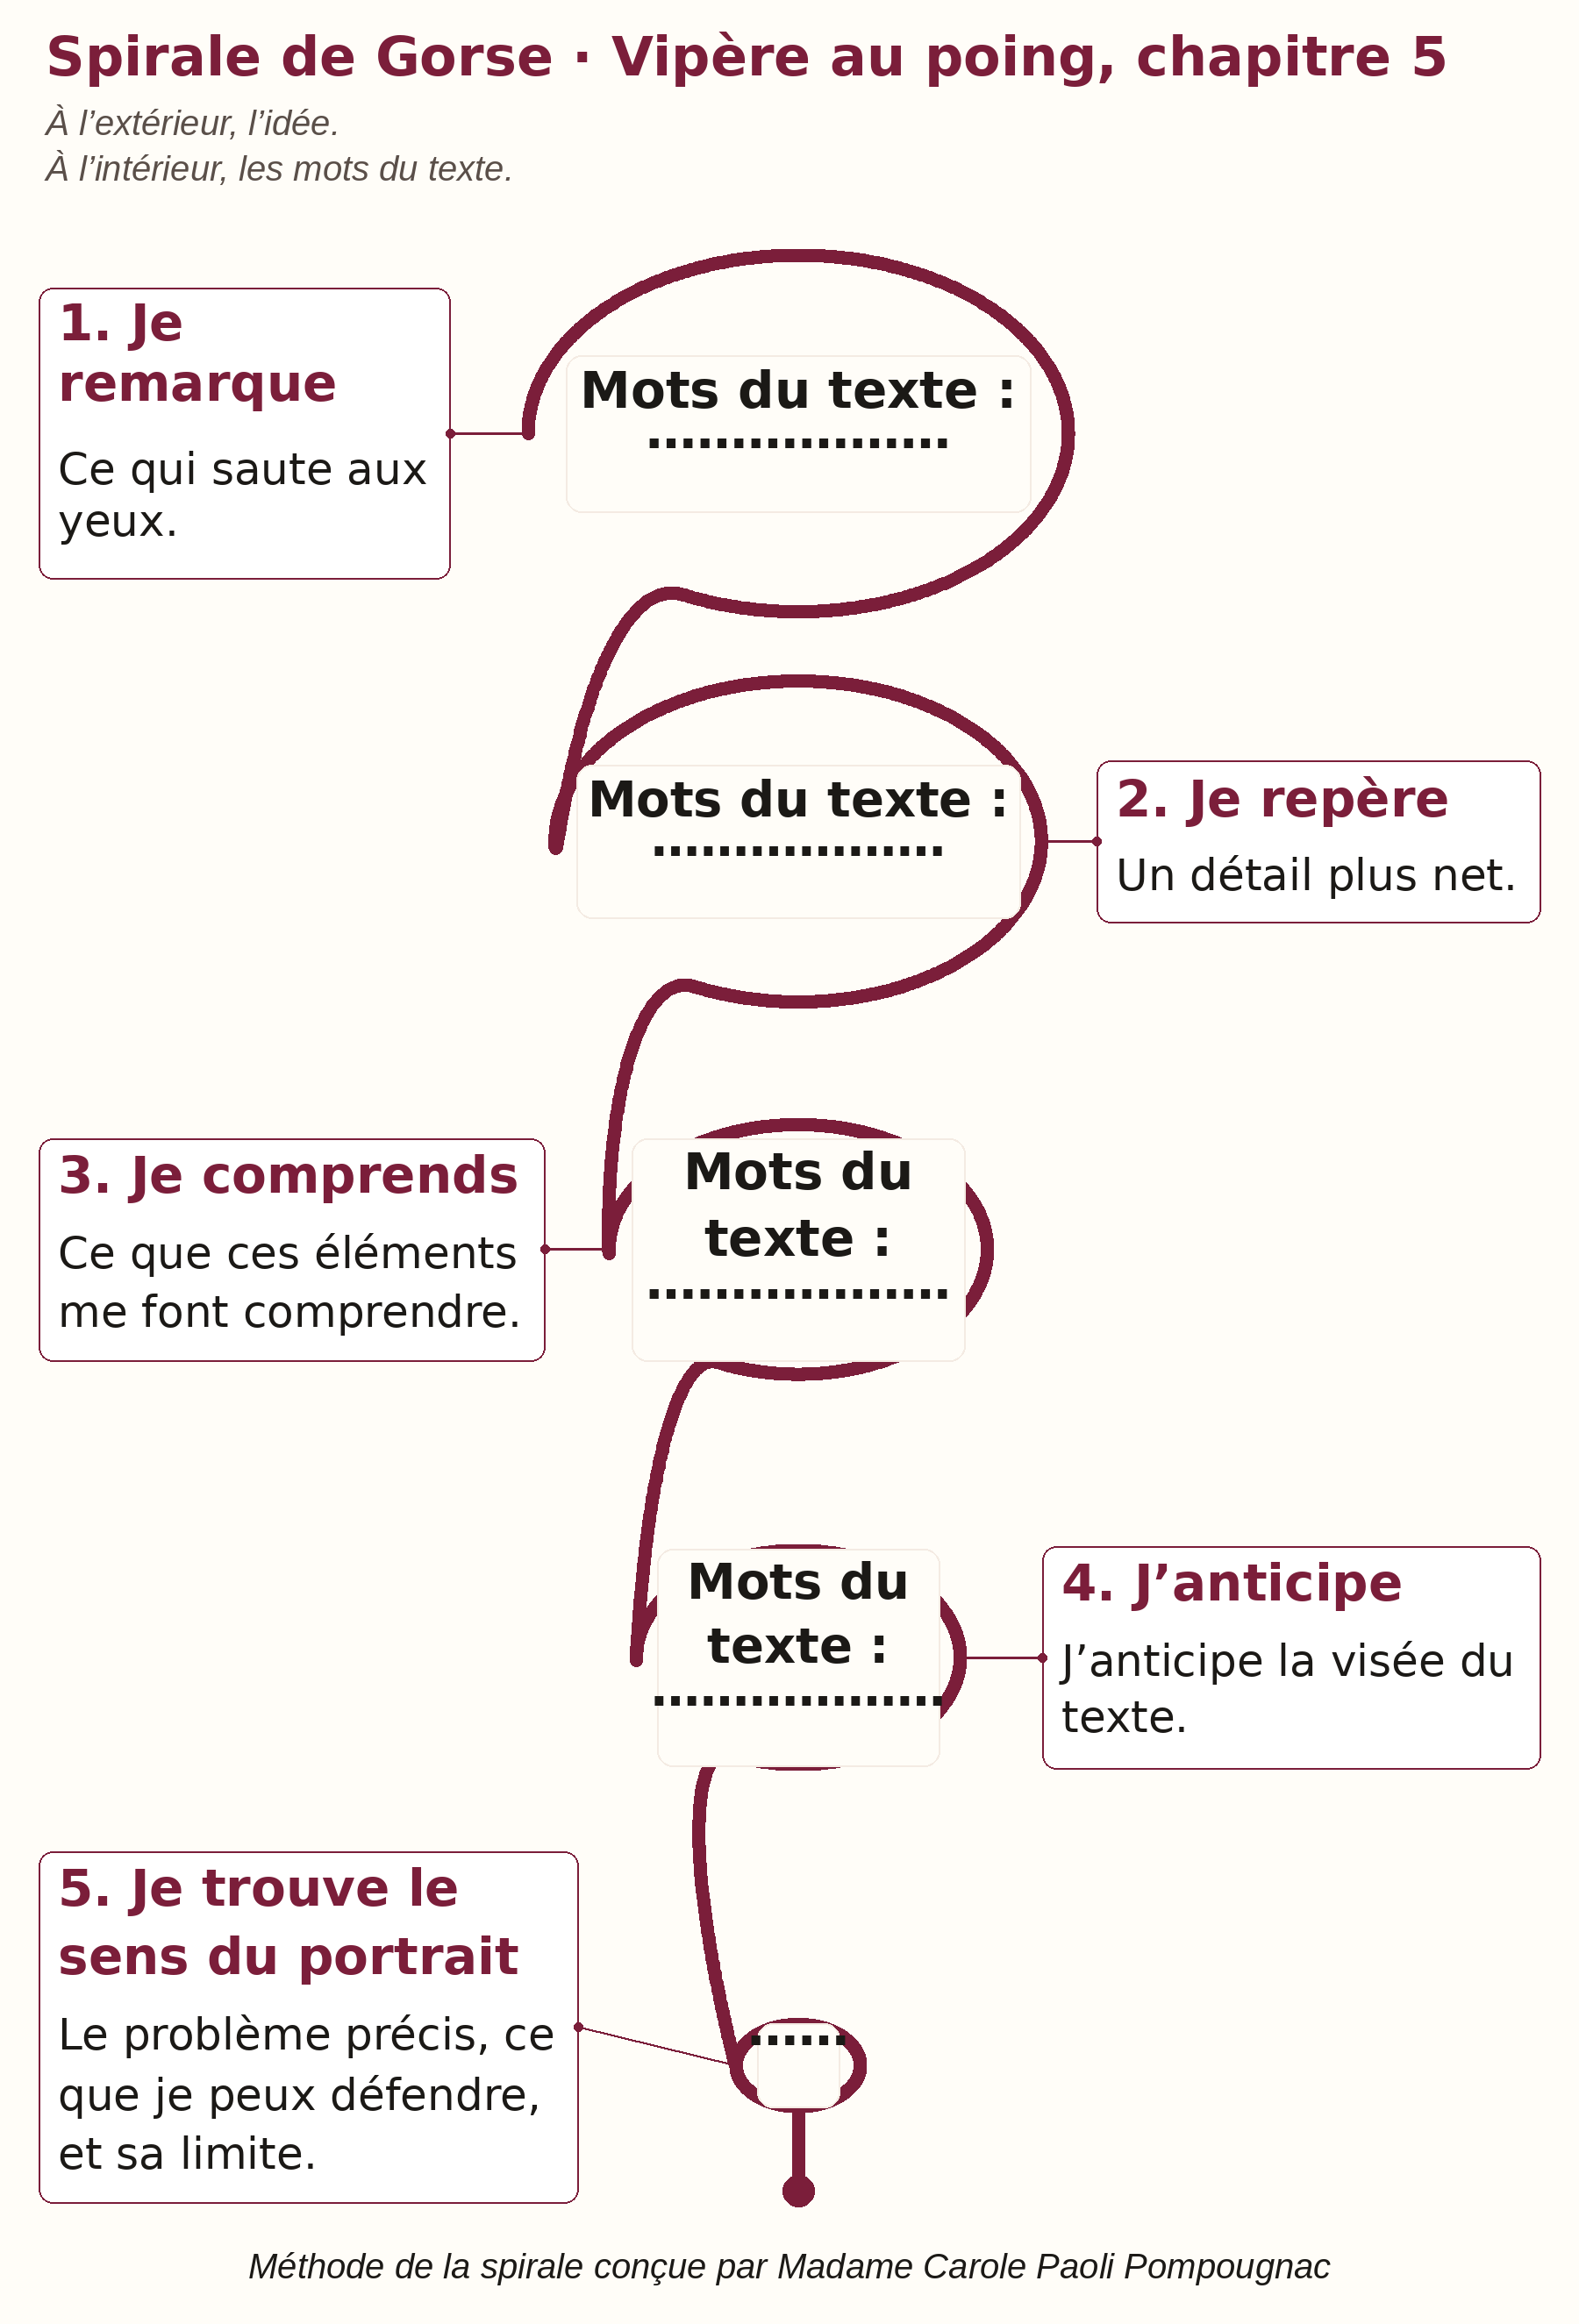 Spirale de Gorse · Vipère au poing, chapitre 5
À l’extérieur, l’idée.
À l’intérieur, les mots du texte.
1. Je
remarque
Ce qui saute aux
yeux.
Mots du texte :
..................
Mots du texte :
..................
2. Je repère
Un détail plus net.
3. Je comprends
Ce que ces éléments
me font comprendre.
Mots du
texte :
..................
Mots du
texte :
..................
4. J’anticipe
J’anticipe la visée du
texte.
5. Je trouve le
sens du portrait
Le problème précis, ce
que je peux défendre,
et sa limite.
......
Méthode de la spirale conçue par Madame Carole Paoli Pompougnac